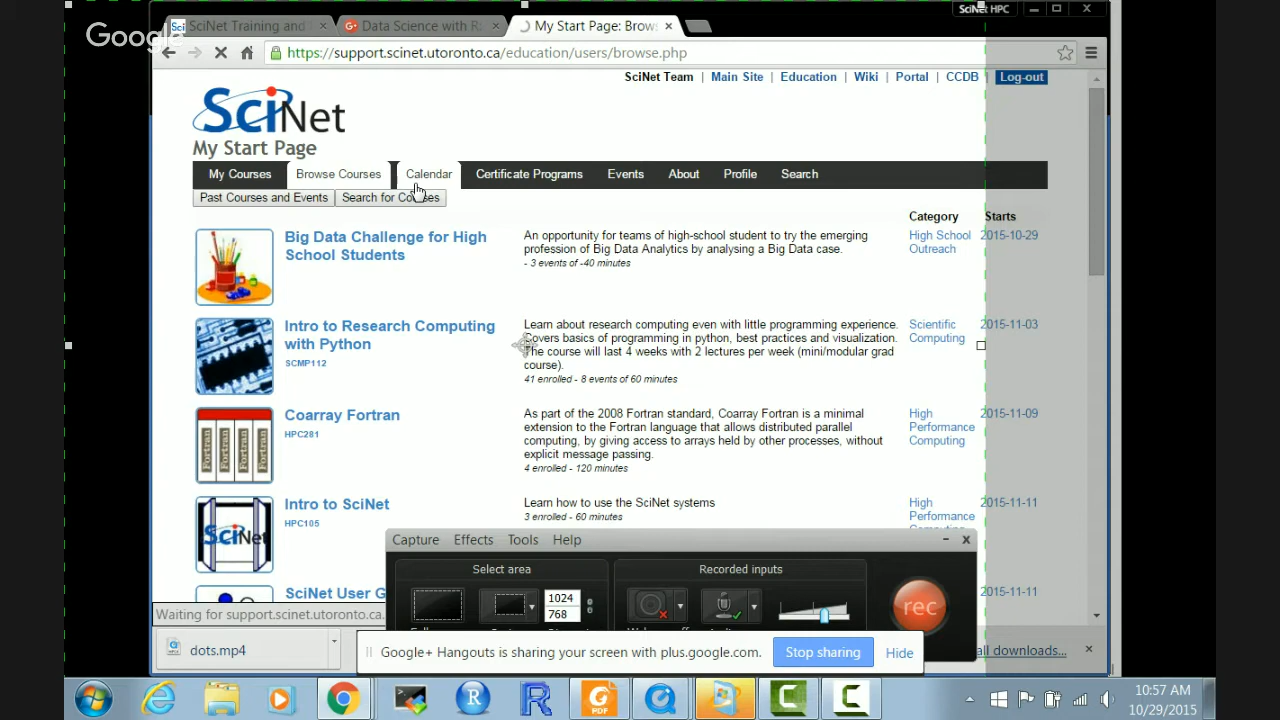 SciNet HPC
SciNet Training and
Data Science with R
My Start Page: Brows
Google
https://support.scinet.utoronto.ca/education/users/browse.php
SciNet Team | Main Site | Education | Wiki | Portal | CCDB | Log-out
SciNet
My Start Page
My Courses Browse Courses Calendar Certificate Programs Events About Profile Search
Past Courses and Events Search for Courses
Category Starts
Big Data Challenge for High
School Students
An opportunity for teams of high-school student to try the emerging
profession of Big Data Analytics by analysing a Big Data case.
- 3 events of -40 minutes
High School
Outreach
2015-10-29
Intro to Research Computing
with Python
SCMP112
Learn about research computing even with little programming experience.
Covers basics of programming in python, best practices and visualization.
The course will last 4 weeks with 2 lectures per week (mini/modular grad
course).
41 enrolled - 8 events of 60 minutes
Scientific
Computing
2015-11-03
Fortran
Fortran
Fortran
Fortran
Coarray Fortran
HPC281
As part of the 2008 Fortran standard, Coarray Fortran is a minimal
extension to the Fortran language that allows distributed parallel
computing, by giving access to arrays held by other processes, without
explicit message passing.
4 enrolled - 120 minutes
High
Performance
Computing
2015-11-09
SciNet
Intro to SciNet
HPC105
Learn how to use the SciNet systems
3 enrolled - 60 minutes
High
Performance
2015-11-11
SciNet User G
2015-11-11
Capture Effects Tools Help
Select area
Recorded inputs
1024
768
rec
Waiting for support.scinet.utoronto.ca.
dots.mp4
Google+ Hangouts is sharing your screen with plus.google.com. Stop sharing Hide
all downloads...
PDF
10:57 AM
10/29/2015